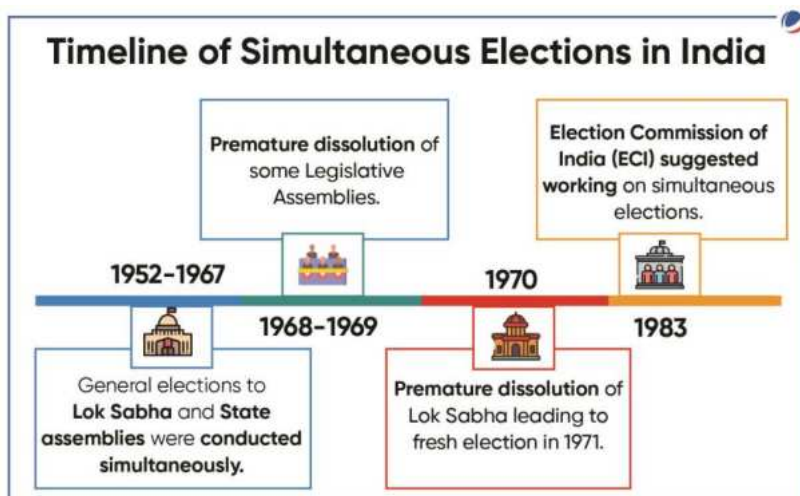 Timeline of Simultaneous Elections in India
1952-1967
General elections to
Lok Sabha and State
assemblies were conducted
simultaneously.
Premature dissolution of
some Legislative
Assemblies.
1968-1969
1970
Premature dissolution of
Lok Sabha leading to
fresh election in 1971.
Election Commission of
India (ECI) suggested
working on simultaneous
elections.
1983